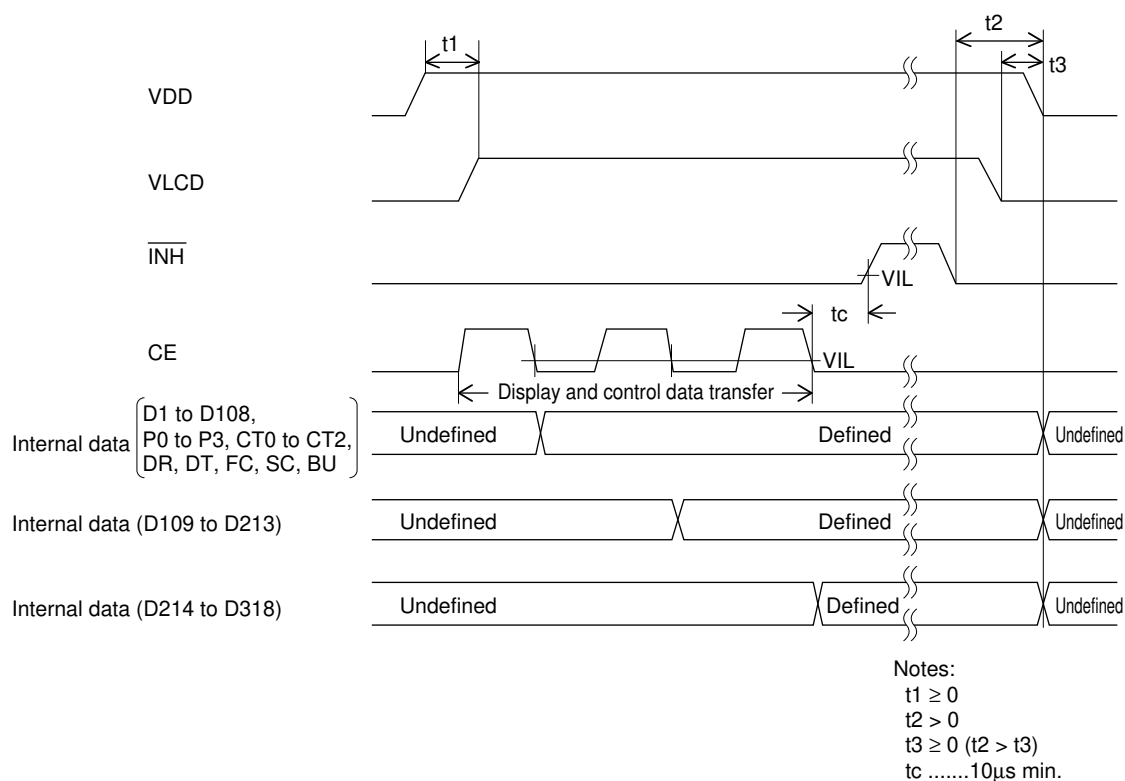 t2
t1
t3
VDD
VLCD
INH
VIL
tc
CE
VIL
Display and control data transfer
Internal data
D1 to D108,
P0 to P3, CT0 to CT2,
DR, DT, FC, SC, BU
Undefined
Defined
Undefined
Internal data (D109 to D213)
Undefined
Defined
Undefined
Internal data (D214 to D318)
Undefined
Defined
Undefined
Notes:
t1 ≥ 0
t2 > 0
t3 ≥ 0 (t2 > t3)
tc .......10μs min.